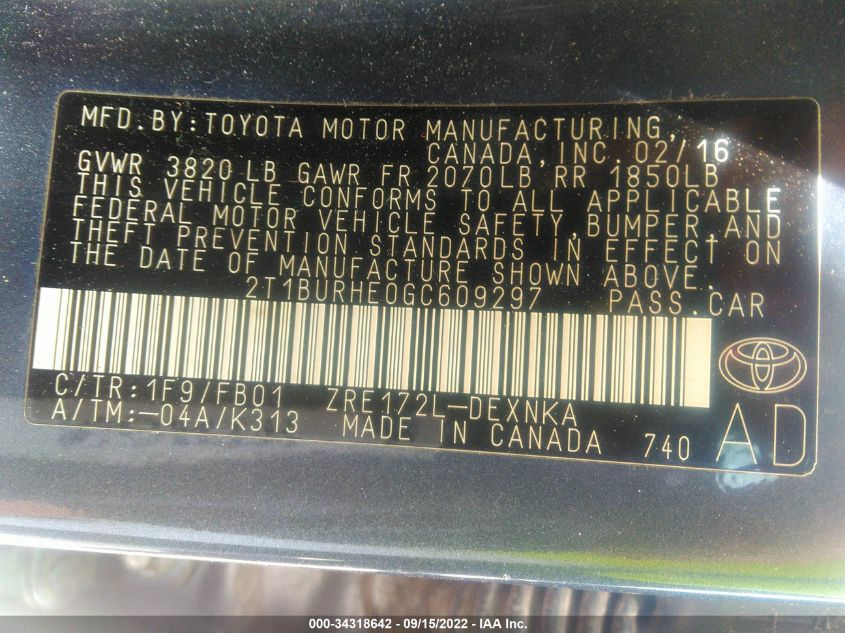 MFD.BY:TOYOTA MOTOR MANUFACTURING,
CANADA,INC.02/16
GVWR 3820 LB GAWR FR 2070LB RR 1850LB
THIS VEHICLE CONFORMS TO ALL APPLICABLE
FEDERAL MOTOR VEHICLE SAFETY,BUMPER,AND
THEFT PREVENTION STANDARDS IN EFFECT ON
THE DATE OF MANUFACTURE SHOWN ABOVE.
2T1BURHE0GC609297 PASS.CAR
C/TR:1F9/FB01 ZRE172L-DEXNKA
A/TM:-04A/K313 MADE IN CANADA 740
AD
000-34318642 - 09/15/2022 - IAA Inc.